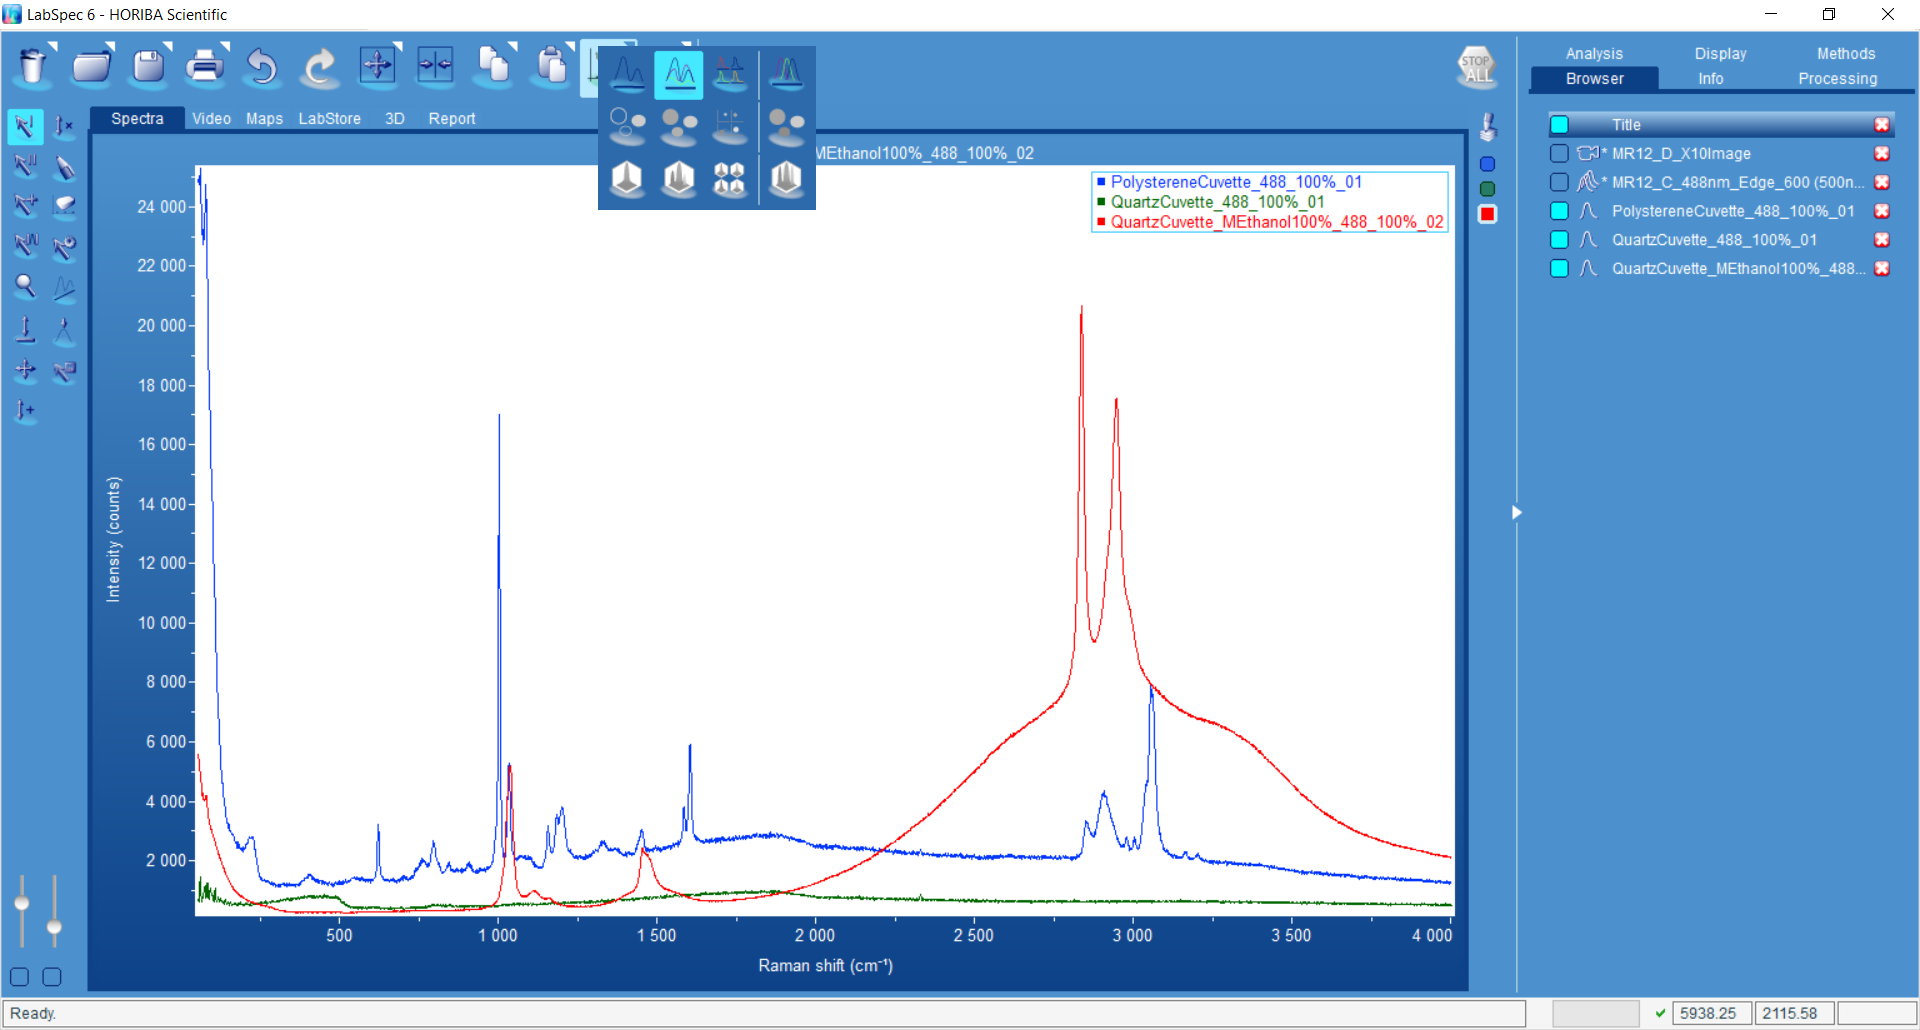 LabSpec 6 - HORIBA Scientific
STOP
ALL
Analysis
Display
Methods
Browser
Info
Processing
Spectra
Video
Maps
LabStore
3D
Report
Title
MEthanol100%_488_100%_02
* MR12_D_X10Image
* MR12_C_488nm_Edge_600 (500n...
PolystereneCuvette_488_100%_01
QuartzCuvette_488_100%_01
QuartzCuvette_MEthanol100%_488...
PolystereneCuvette_488_100%_01
QuartzCuvette_488_100%_01
QuartzCuvette_MEthanol100%_488_100%_02
24 000
22 000
20 000
18 000
16 000
14 000
12 000
10 000
8 000
6 000
4 000
2 000
Intensity (counts)
500
1 000
1 500
2 000
2 500
3 000
3 500
4 000
Raman shift (cm⁻¹)
Ready.
5938.25
2115.58